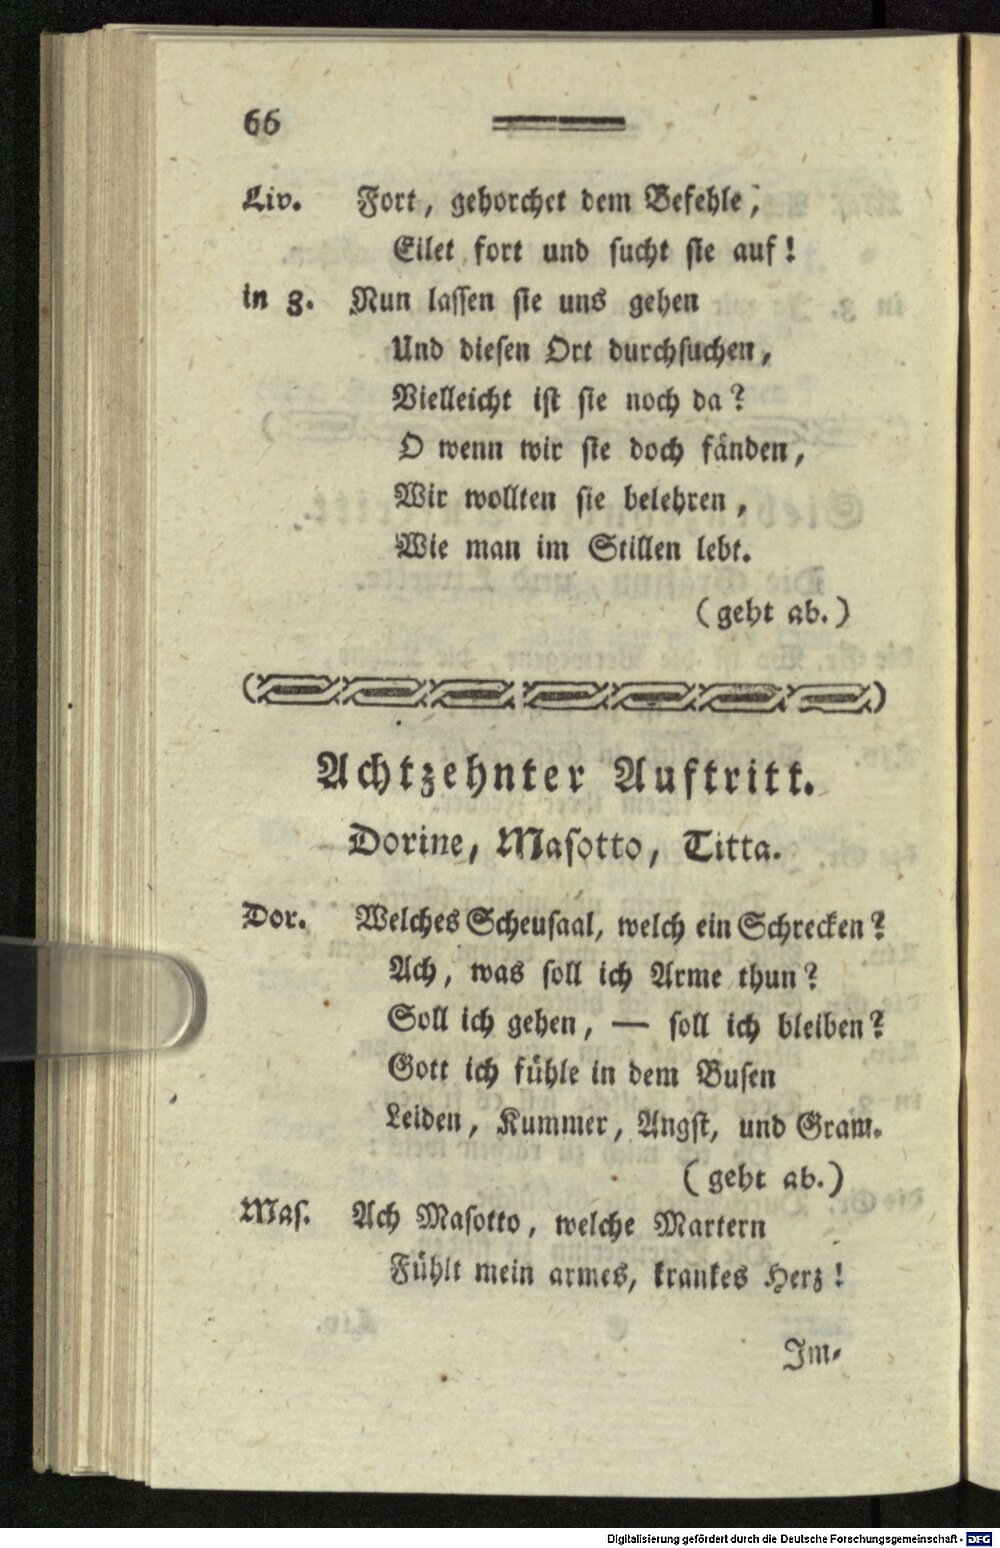 66
Liv. Fort, gehorchet dem Befehle,
Eilet fort und sucht sie auf!
in 3. Nun lassen sie uns gehen
Und diesen Ort durchsuchen,
Vielleicht ist sie noch da?
O wenn wir sie doch fänden,
Wir wollten sie belehren,
Wie man im Stillen lebt.
(geht ab.)
Achtzehnter Auftritt.
Dorine, Masotto, Titta.
Dor. Welches Scheusaal, welch ein Schrecken?
Ach, was soll ich Arme thun?
Soll ich gehen, — soll ich bleiben?
Gott ich fühle in dem Busen
Leiden, Kummer, Angst, und Gram.
(geht ab.)
Mas. Ach Masotto, welche Martern
Fühlt mein armes, krankes Herz!
Im-
Digitalisierung gefördert durch die Deutsche Forschungsgemeinschaft - DFG